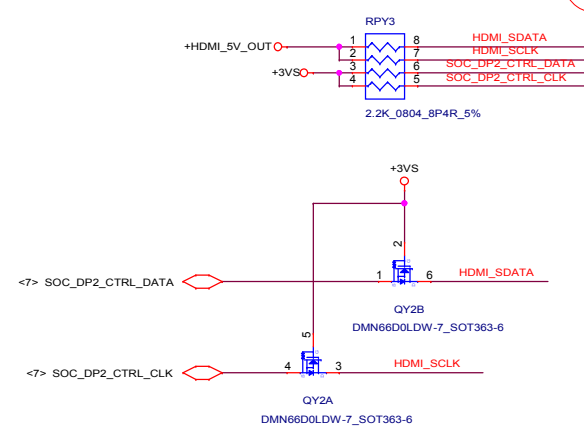 RPY3
+HDMI_5V_OUT
1 8 HDMI_SDATA
2 7 HDMI_SCLK
+3VS
3 6 SOC_DP2_CTRL_DATA
4 5 SOC_DP2_CTRL_CLK
2.2K_0804_8P4R_5%
+3VS
2
<7> SOC_DP2_CTRL_DATA 1 6 HDMI_SDATA
QY2B
DMN66D0LDW-7_SOT363-6
5
<7> SOC_DP2_CTRL_CLK 4 3 HDMI_SCLK
QY2A
DMN66D0LDW-7_SOT363-6